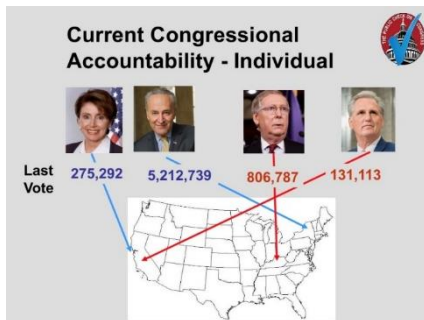 Current Congressional
Accountability - Individual
Last
Vote
275,292
5,212,739
806,787
131,113